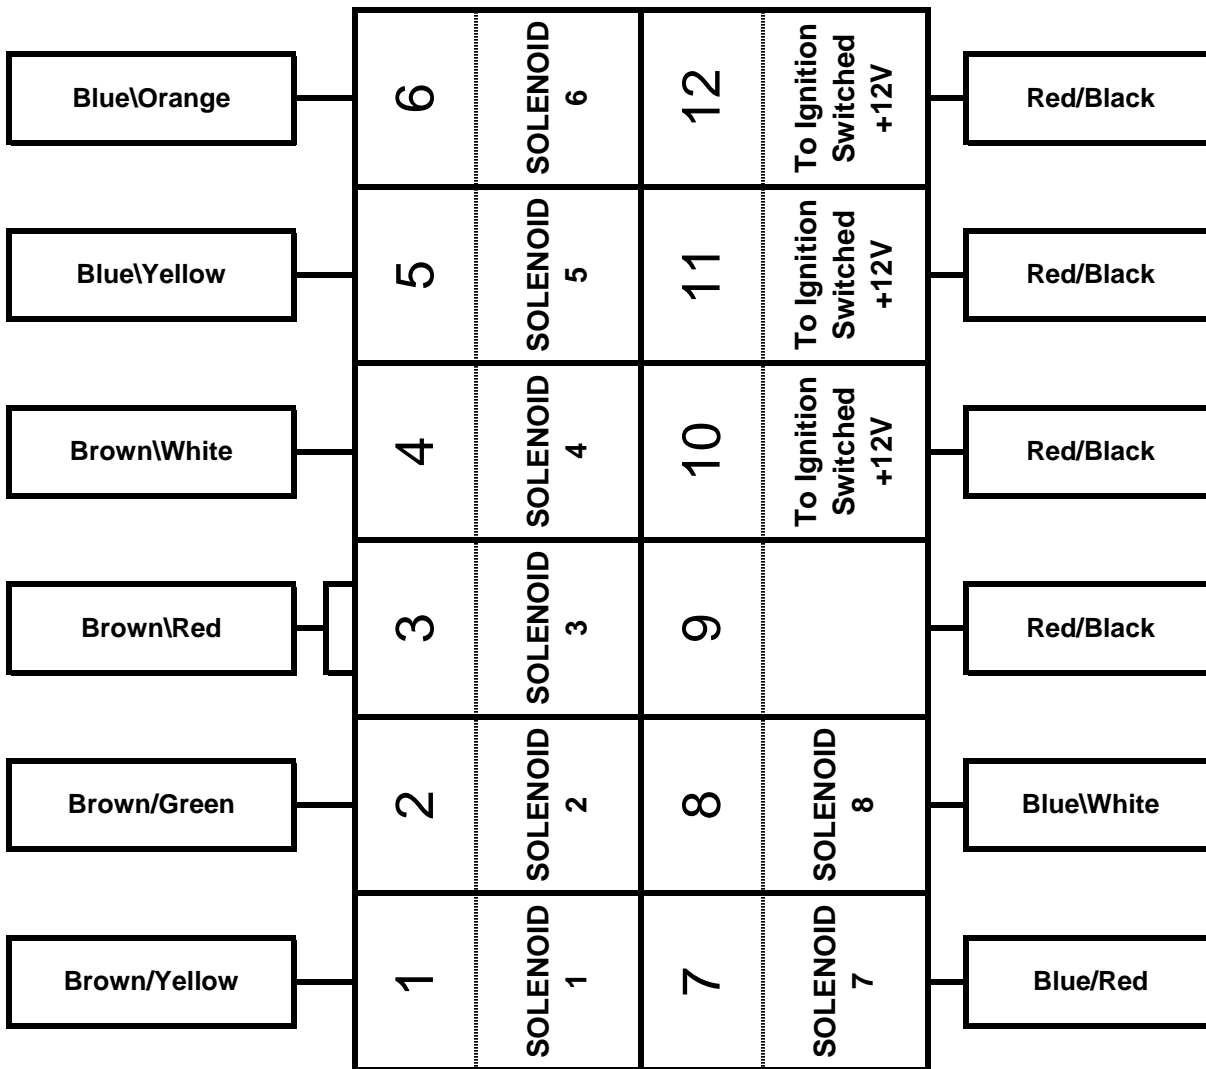 Blue\Orange
6
SOLENOID
6
12
To Ignition
Switched
+12V
Red/Black
Blue\Yellow
5
SOLENOID
5
11
To Ignition
Switched
+12V
Red/Black
Brown\White
4
SOLENOID
4
10
To Ignition
Switched
+12V
Red/Black
Brown\Red
3
SOLENOID
3
9
Red/Black
Brown/Green
2
SOLENOID
2
8
SOLENOID
8
Blue\White
Brown/Yellow
1
SOLENOID
1
7
SOLENOID
7
Blue/Red